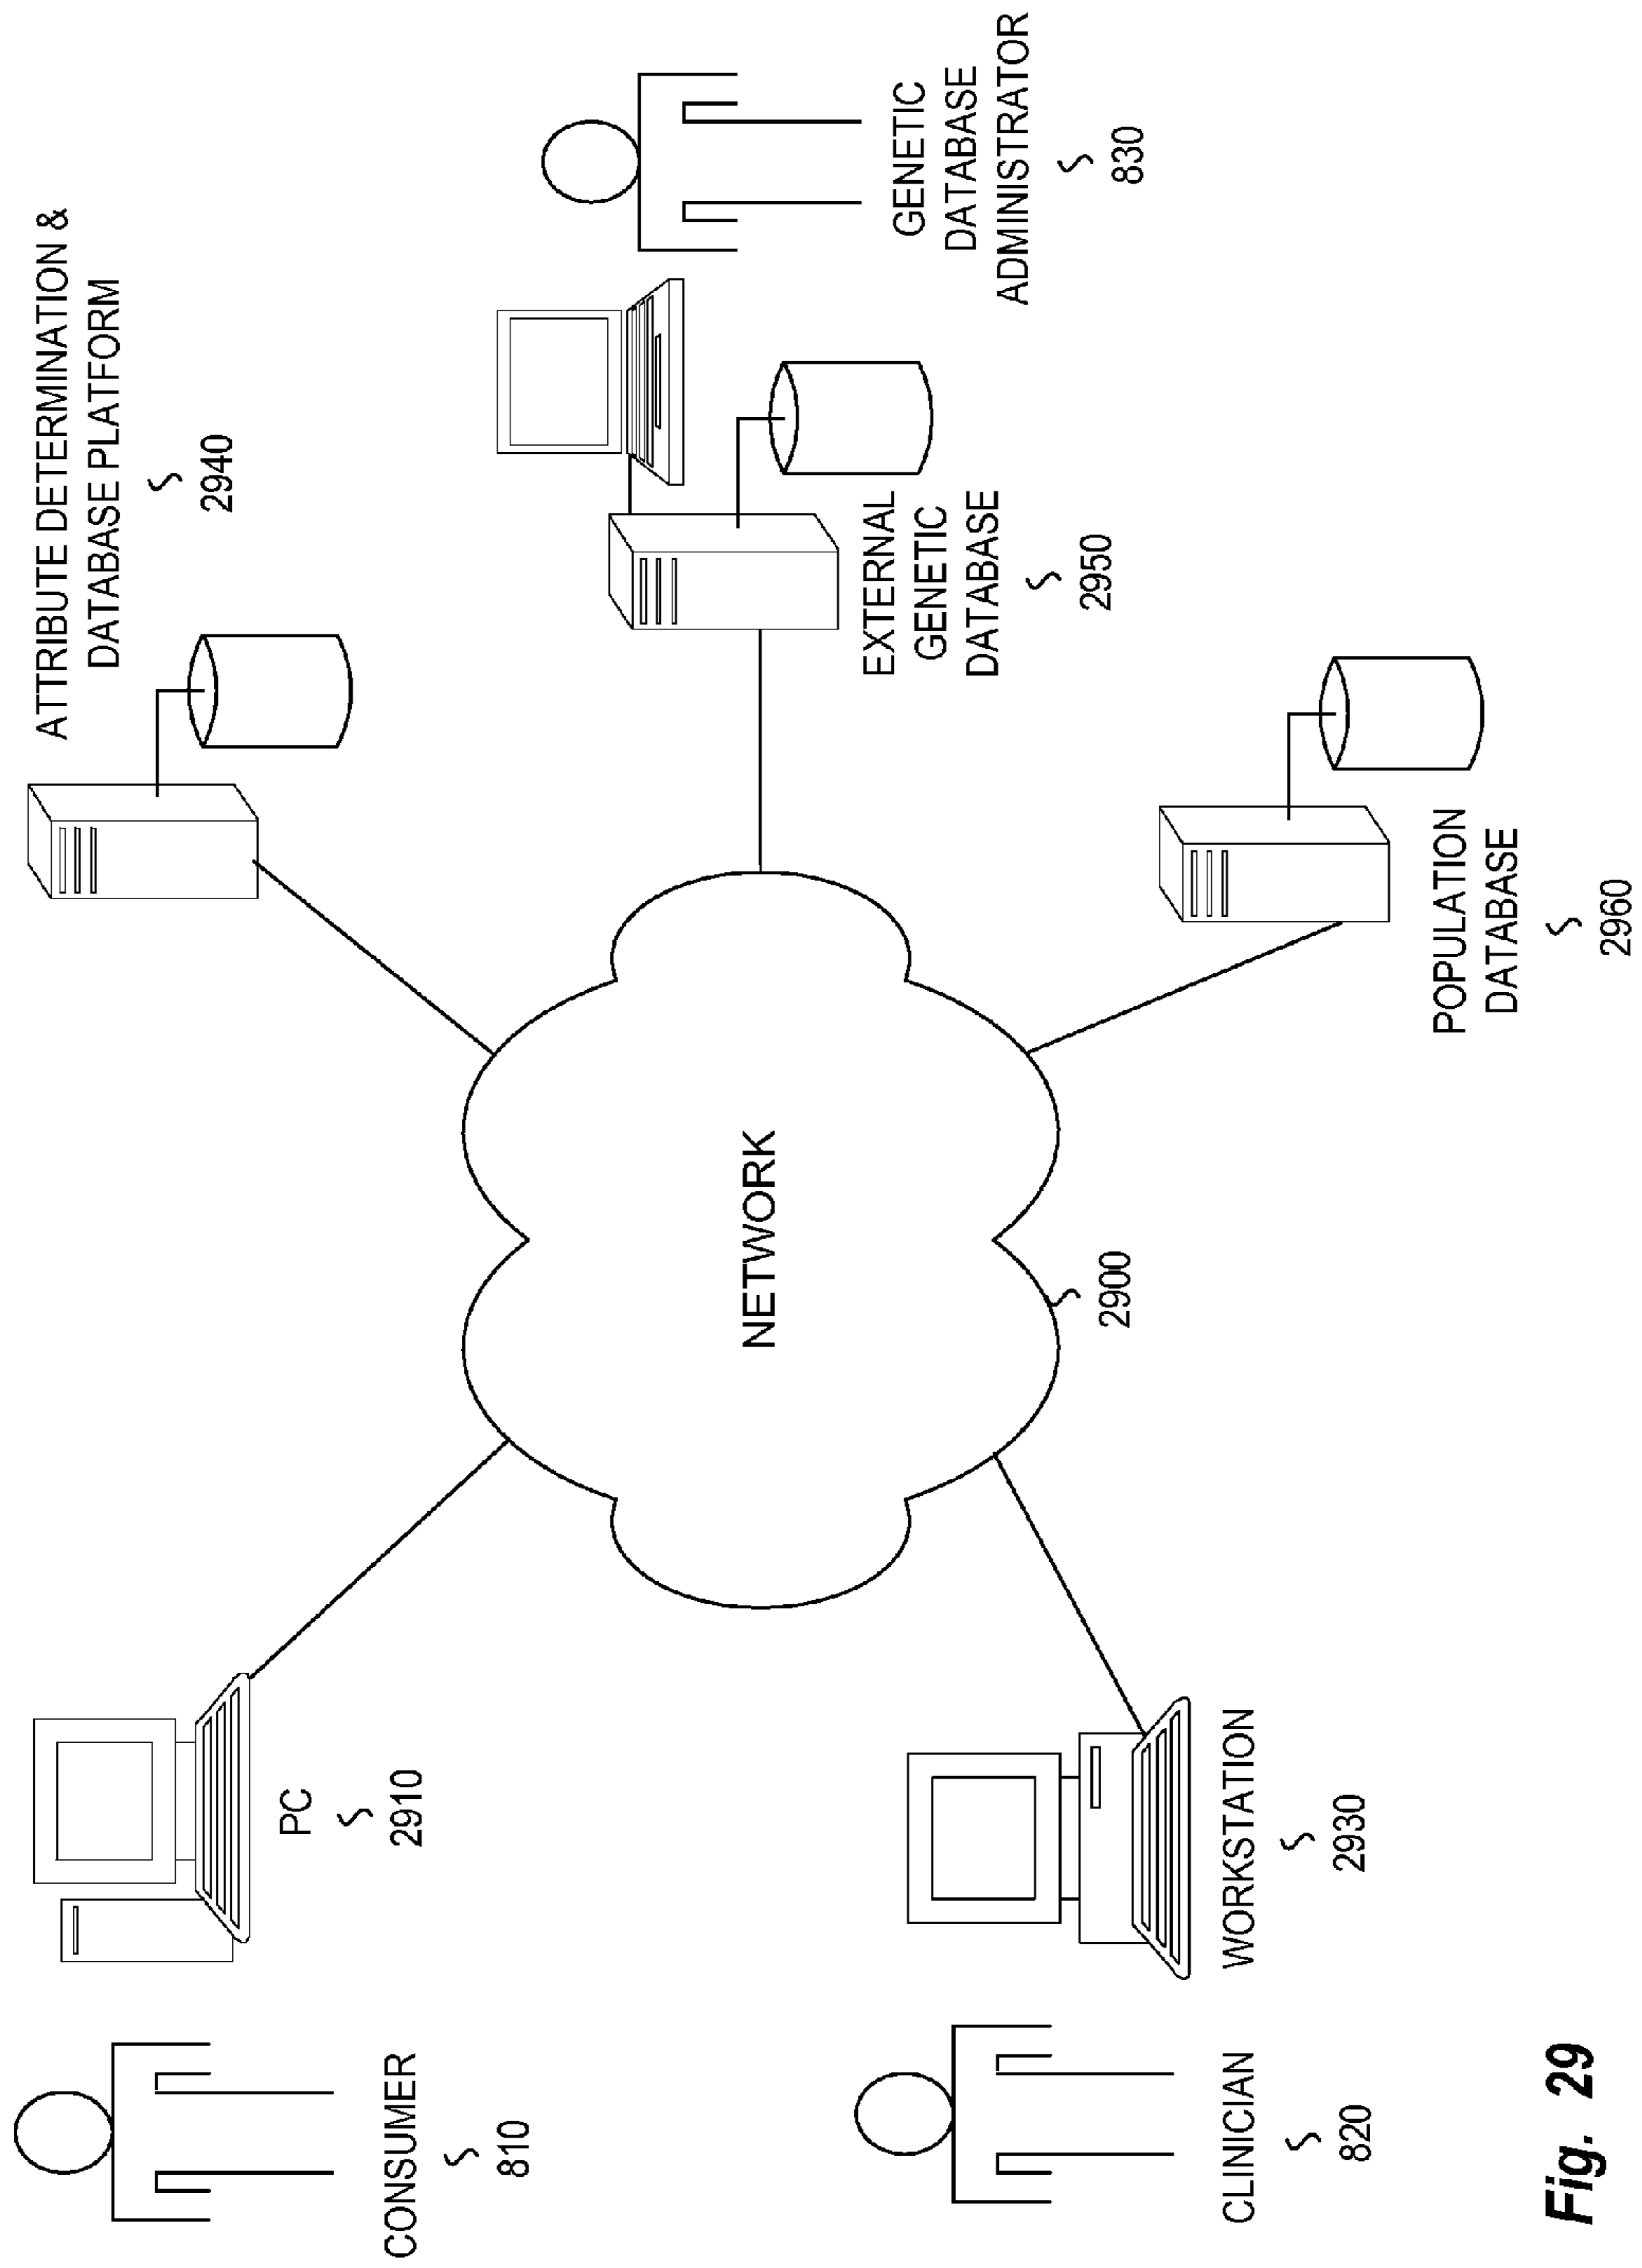 ATTRIBUTE DETERMINATION &
DATABASE PLATFORM
2940
CONSUMER
810
PC
2910
GENETIC
DATABASE
ADMINISTRATOR
830
EXTERNAL
GENETIC
DATABASE
2950
NETWORK
2900
CLINICIAN
820
WORKSTATION
2930
POPULATION
DATABASE
2960
Fig. 29